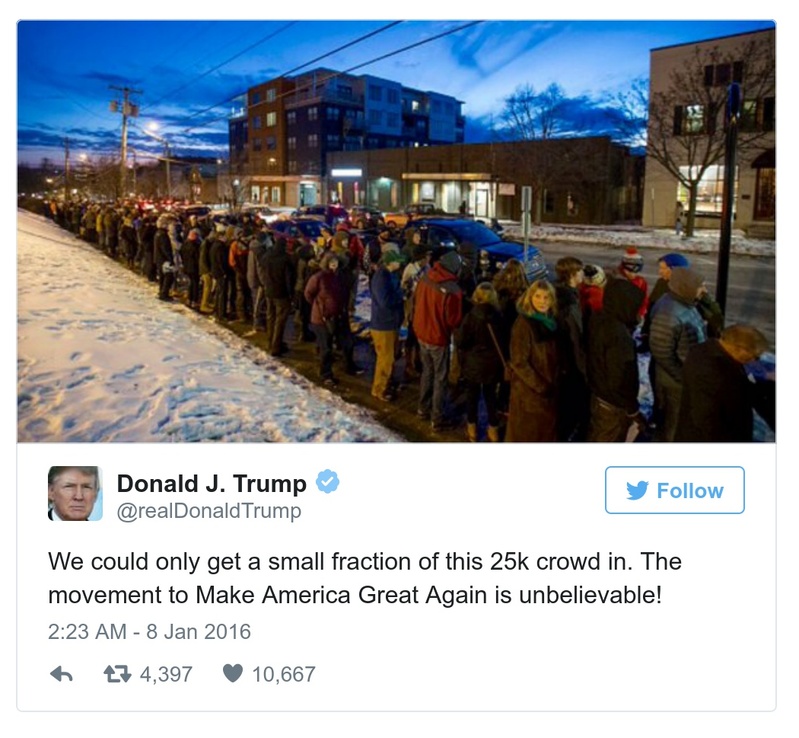 Donald J. Trump
@realDonaldTrump
Follow
We could only get a small fraction of this 25k crowd in. The
movement to Make America Great Again is unbelievable!
2:23 AM - 8 Jan 2016
4,397 10,667